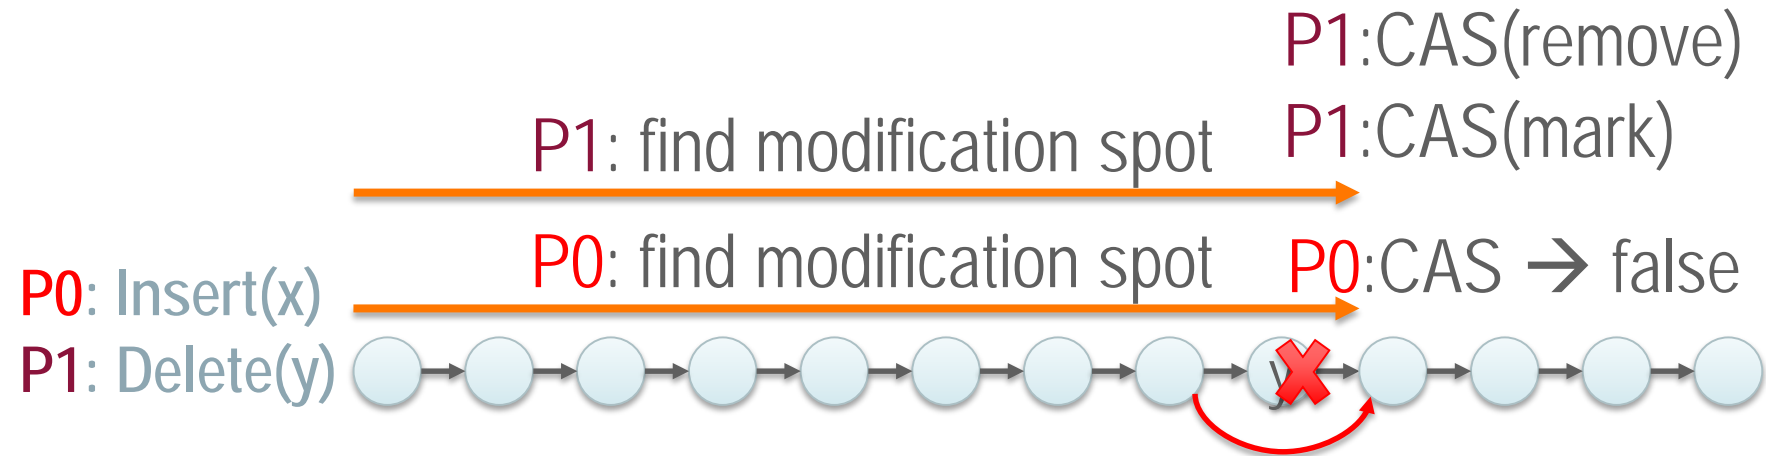 P1:CAS(remove)
P1: find modification spot
P1:CAS(mark)
P0: find modification spot
P0:CAS → false
P0: Insert(x)
P1: Delete(y)
y